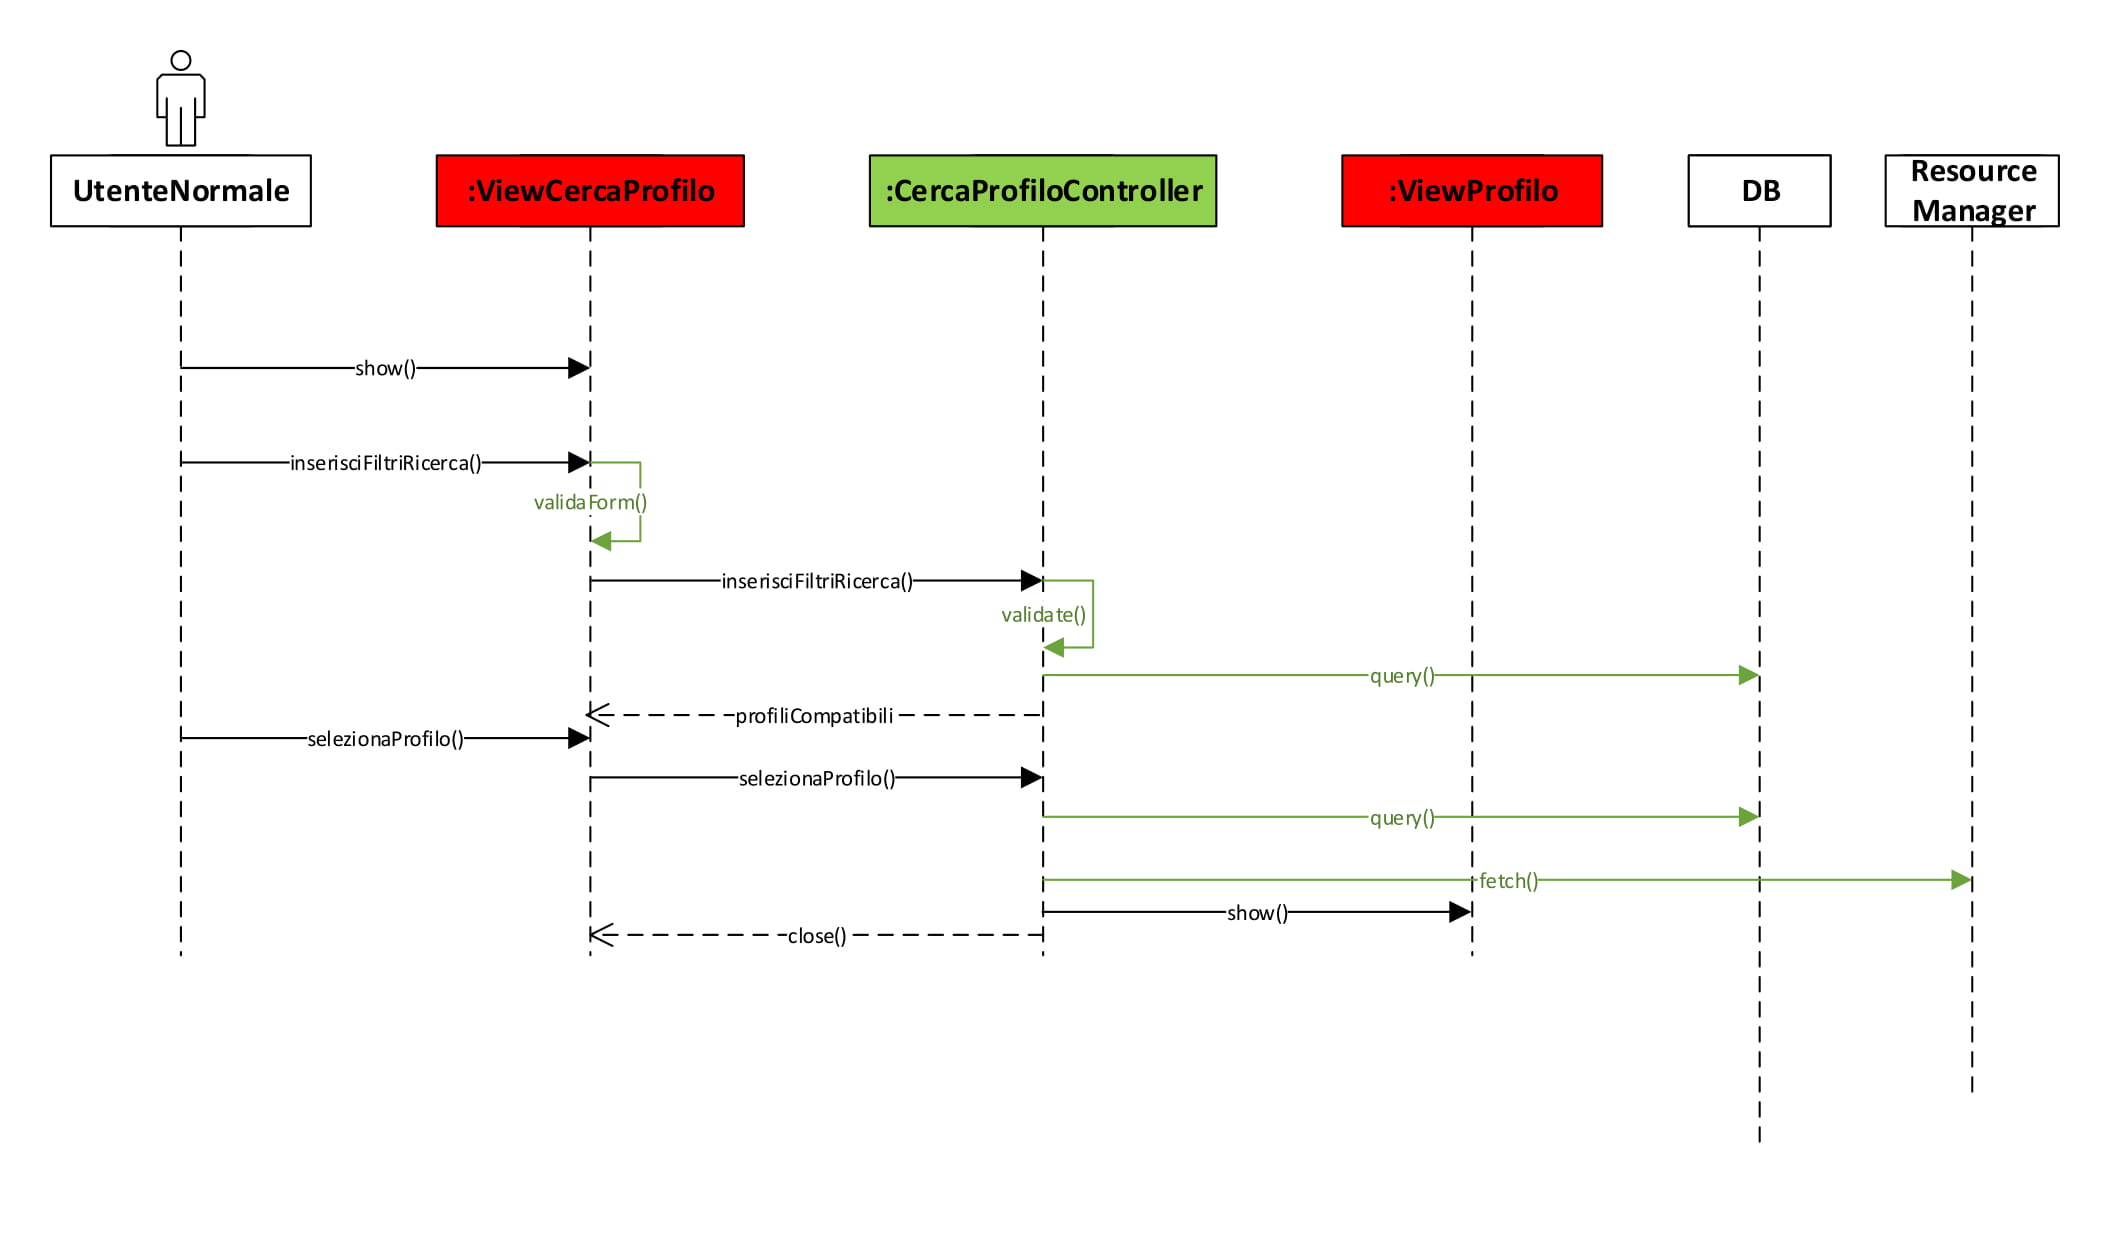 UtenteNormale
:ViewCercaProfilo
:CercaProfiloController
:ViewProfilo
DB
Resource
Manager
show()
inserisciFiltriRicerca()
validaForm()
inserisciFiltriRicerca()
validate()
query()
profiliCompatibili
selezionaProfilo()
selezionaProfilo()
query()
fetch()
show()
close()